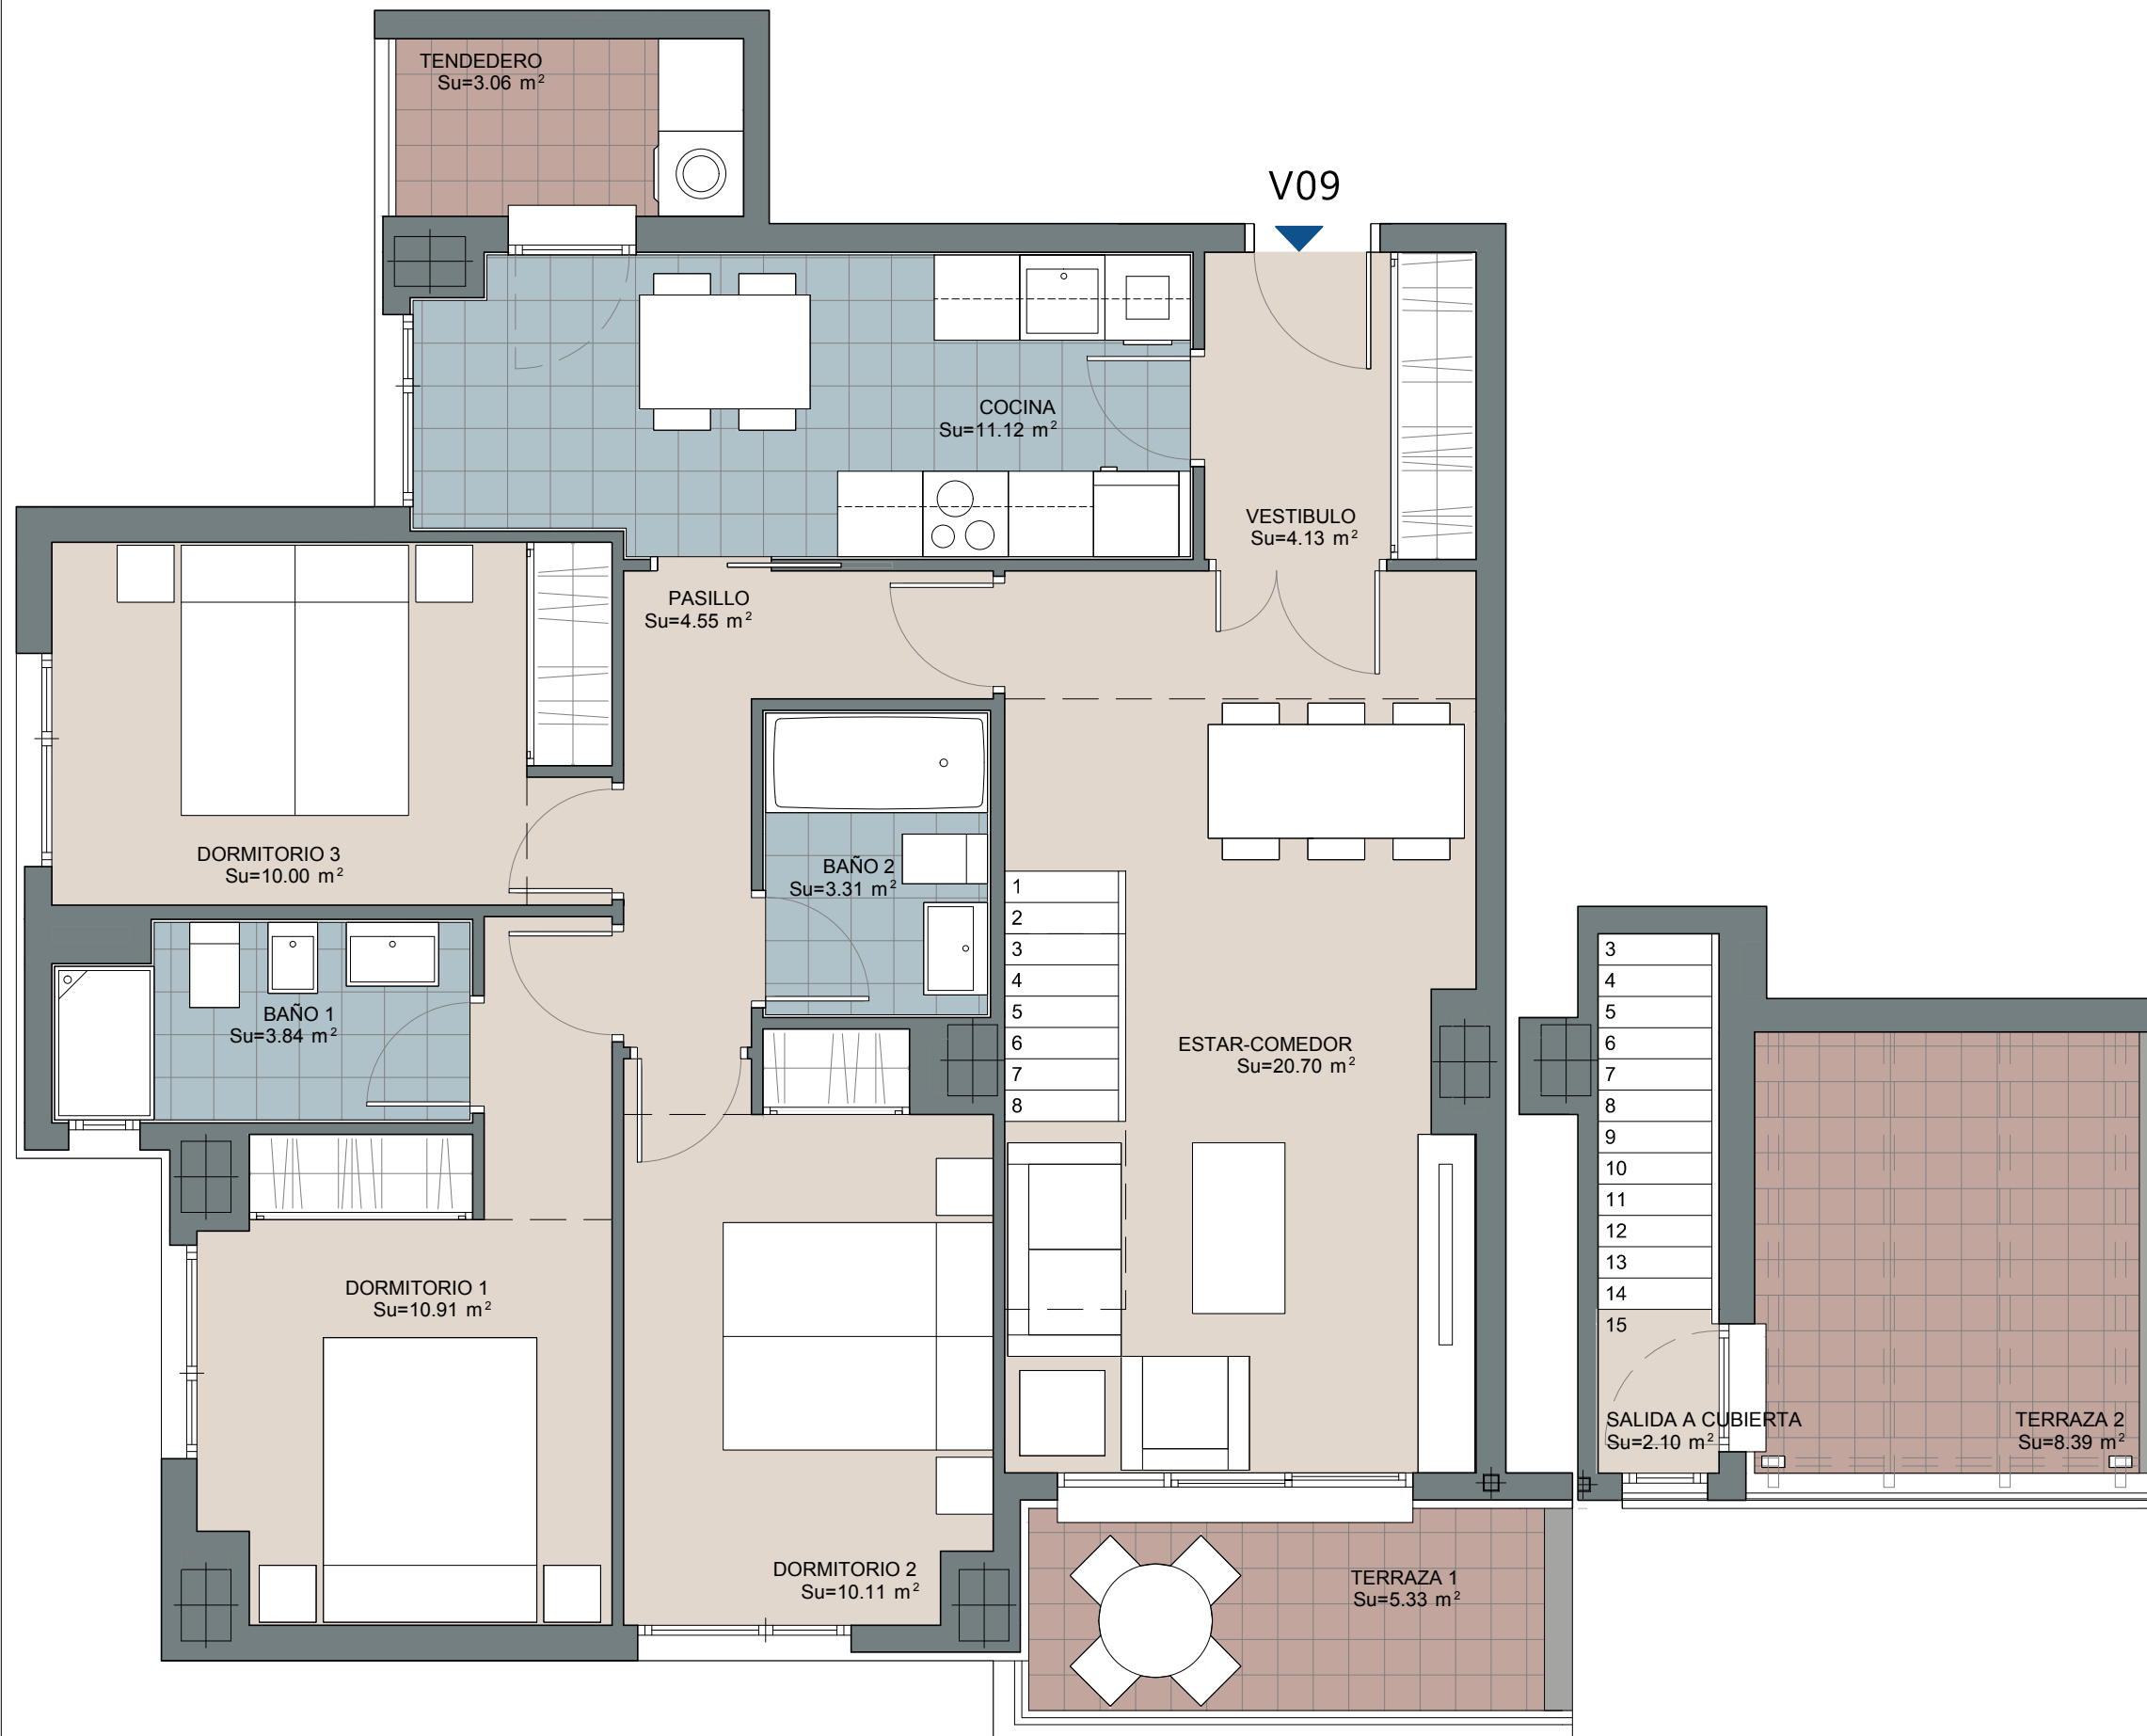 TENDEDERO
Su=3.06 m²
V09
COCINA
Su=11.12 m²
VESTIBULO
Su=4.13 m²
PASILLO
Su=4.55 m²
DORMITORIO 3
Su=10.00 m²
BAÑO 2
Su=3.31 m²
BAÑO 1
Su=3.84 m²
1
2
3
4
5
6
7
8
ESTAR-COMEDOR
Su=20.70 m²
3
4
5
6
7
8
9
10
11
12
13
14
15
DORMITORIO 1
Su=10.91 m²
SALIDA A CUBIERTA
Su=2.10 m²
TERRAZA 2
Su=8.39 m²
DORMITORIO 2
Su=10.11 m²
TERRAZA 1
Su=5.33 m²